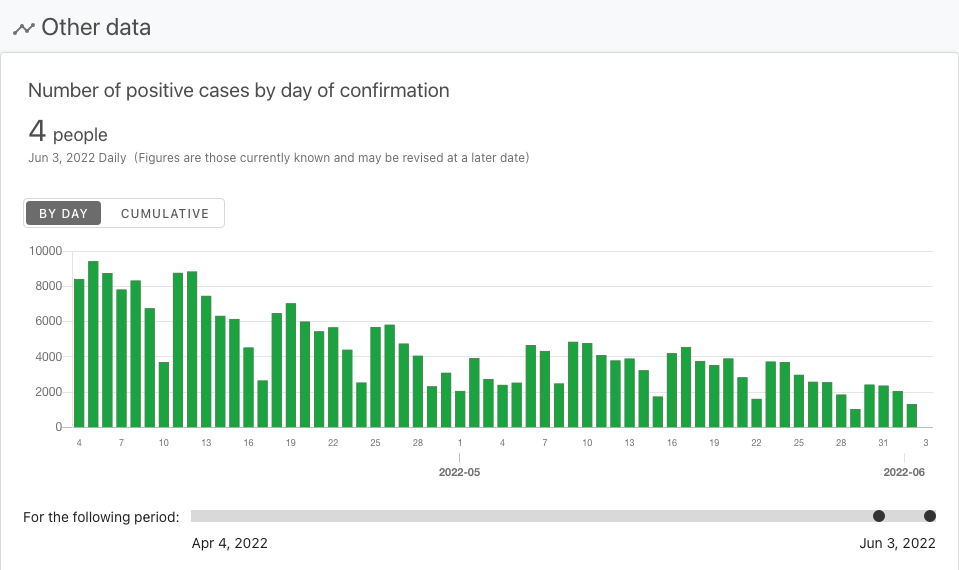 Other data
Number of positive cases by day of confirmation
4 people
Jun 3, 2022 Daily (Figures are those currently known and may be revised at a later date)
BY DAY CUMULATIVE
10000
8000
6000
4000
2000
0
4 7 10 13 16 19 22 25 28 1 4 7 10 13 16 19 22 25 28 31 3
2022-05 2022-06
For the following period:
Apr 4, 2022 Jun 3, 2022